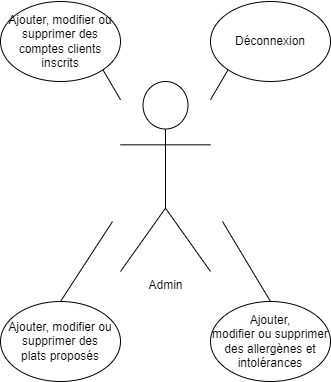 Ajouter, modifier ou
supprimer des
comptes clients
inscrits
Déconnexion
Admin
Ajouter, modifier ou
supprimer des
plats proposés
Ajouter,
modifier ou supprimer
des allergènes et
intolérances